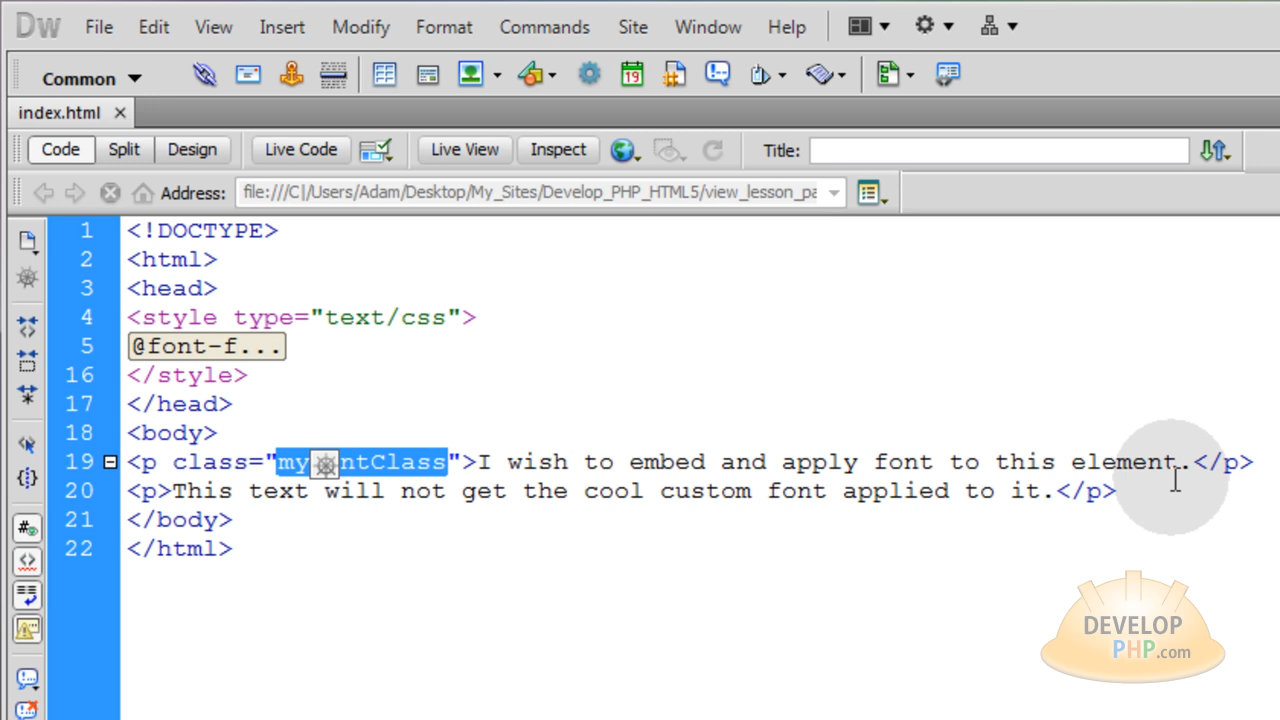 Dw File Edit View Insert Modify Format Commands Site Window Help
Common 19
index.html
Code Split Design Live Code Live View Inspect Title:
Address: file:///C|/Users/Adam/Desktop/My_Sites/Develop_PHP_HTML5/view_lesson_pa
1 <!DOCTYPE>
2 <html>
3 <head>
4 <style type="text/css">
5 @font-f...
16 </style>
17 </head>
18 <body>
19 <p class="my ntClass">I wish to embed and apply font to this element.</p>
20 <p>This text will not get the cool custom font applied to it.</p>
21 </body>
22 </html>
DEVELOP
PHP.com